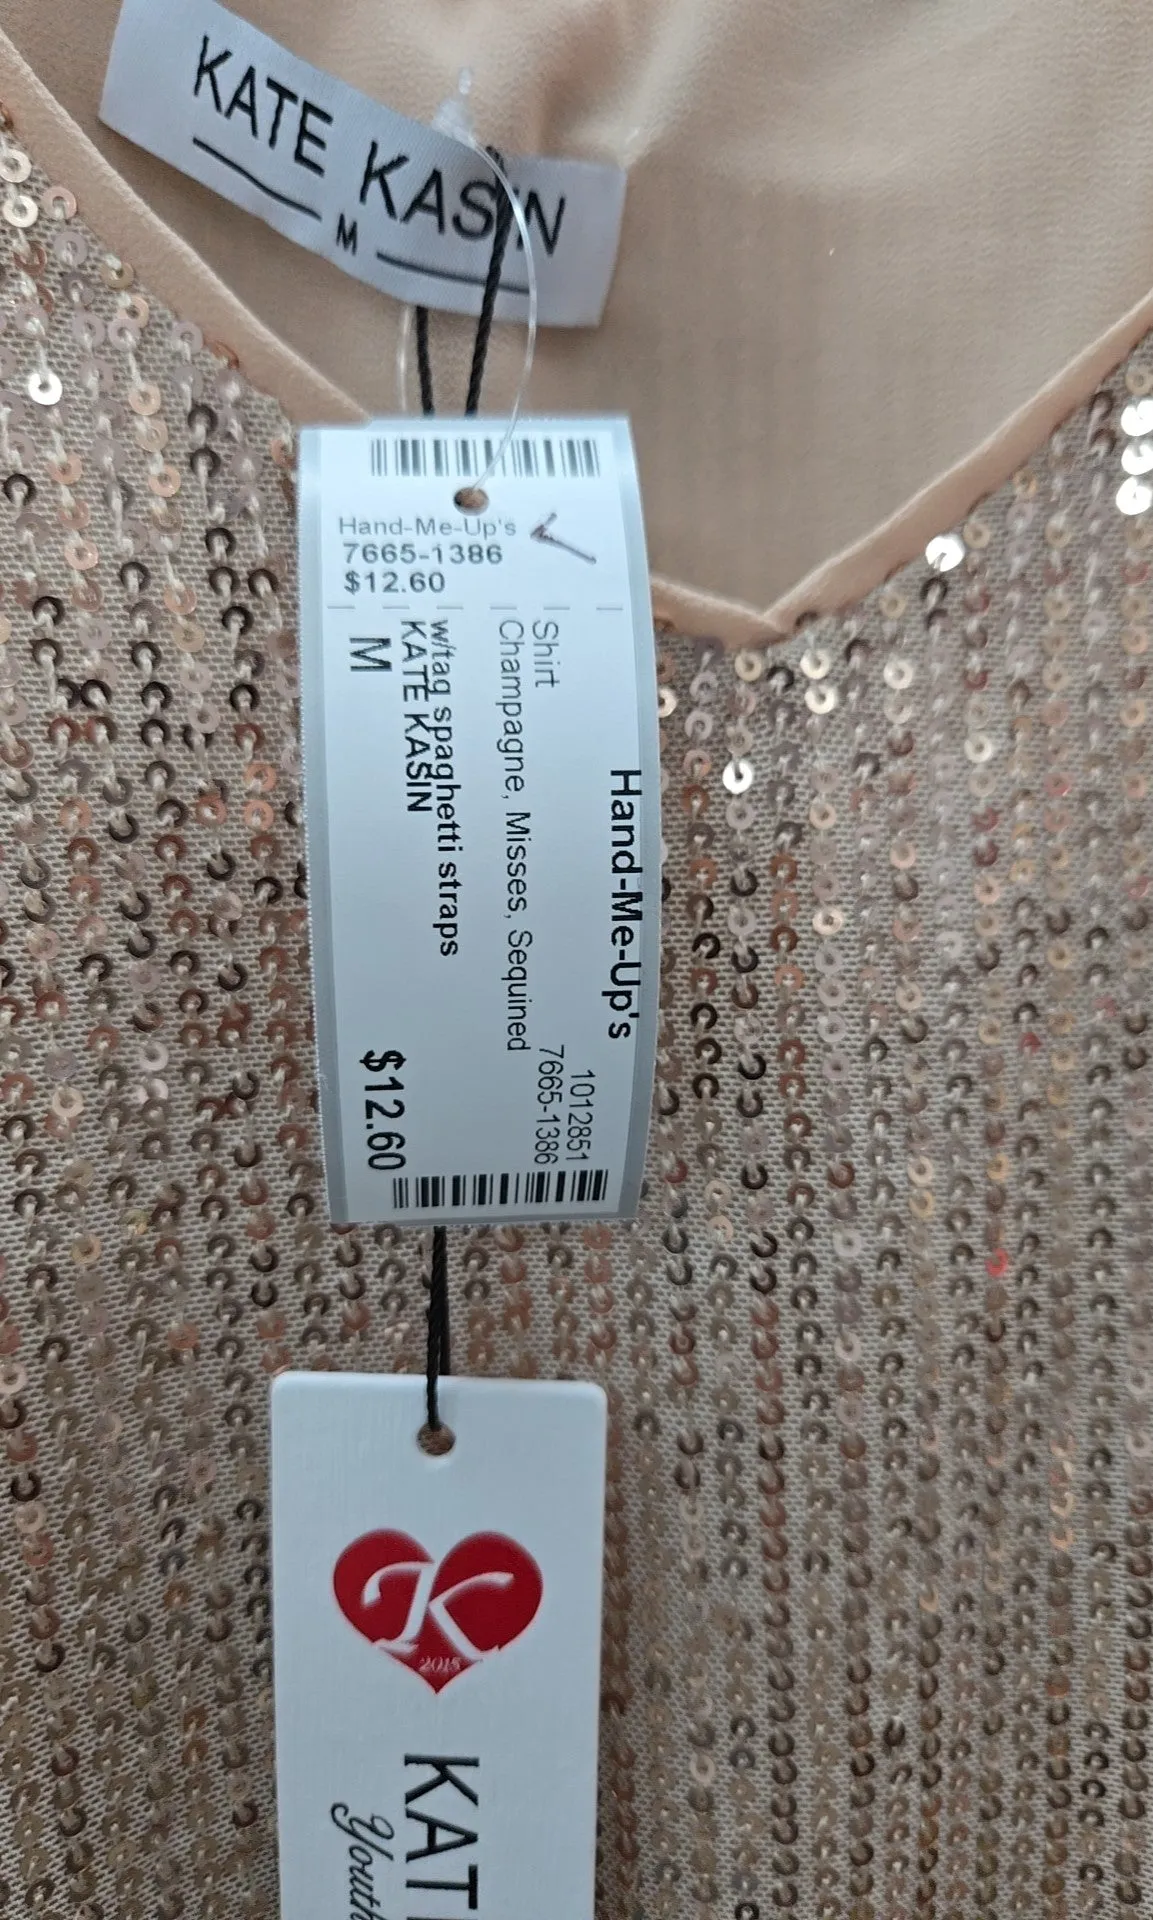 KATE KASIN
M
Hand-Me-Up's
7665-1386
$12.60
Hand-Me-Up's
1012851
Shirt 7665-1386
Champagne, Misses, Sequined
w/tag spaghetti straps
KATE KASIN
M $12.60
K
2015
KAT
Youth